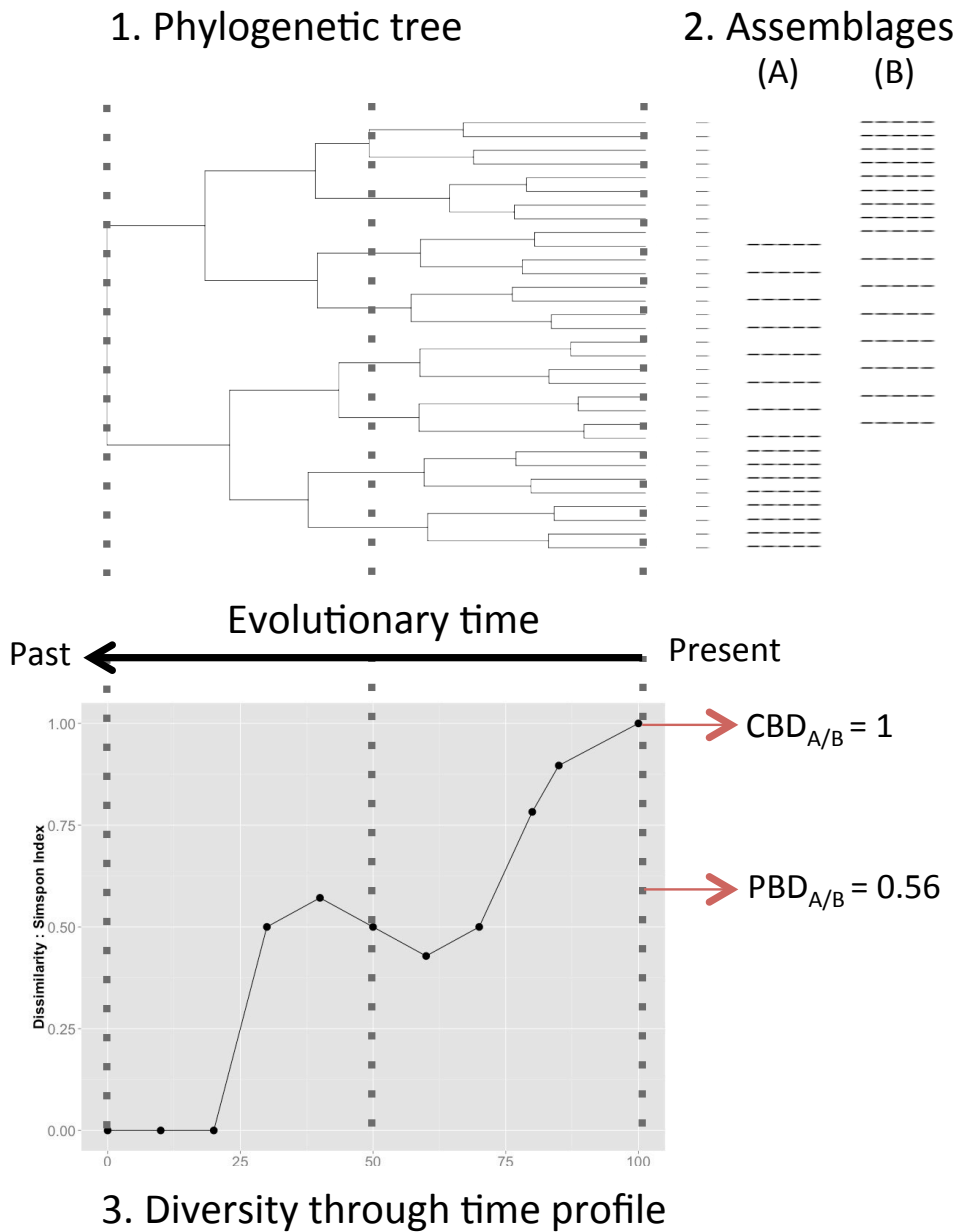 1. Phylogenetic tree
2. Assemblages
(A)
(B)
Evolutionary time
Past
Present
1.00
0.75
0.50
0.25
0.00
Dissimilarity : Simspon Index
0
25
50
75
100
CBD_A/B = 1
PBD_A/B = 0.56
3. Diversity through time profile